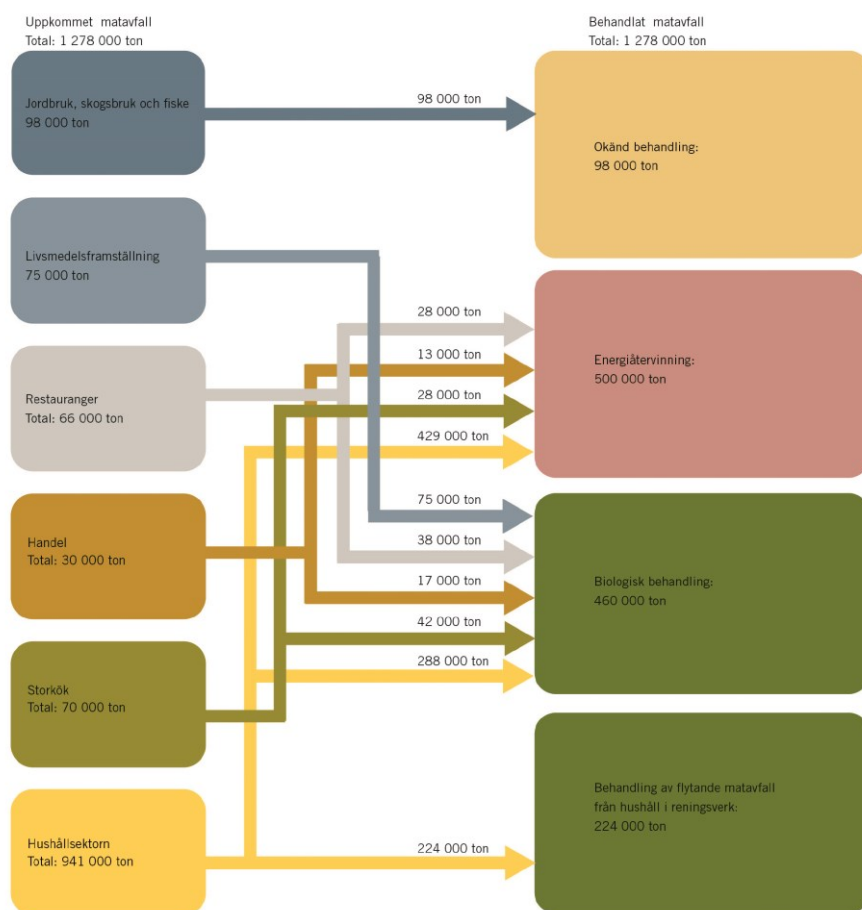 Uppkommet matavfall
Total: 1 278 000 ton
Behandlat matavfall
Total: 1 278 000 ton
Jordbruk, skogsbruk och fiske
98 000 ton
98 000 ton
Okänd behandling:
98 000 ton
Livsmedelsframställning
75 000 ton
28 000 ton
13 000 ton
28 000 ton
429 000 ton
Energiåtervinning:
500 000 ton
Restauranger
Total: 66 000 ton
75 000 ton
38 000 ton
17 000 ton
42 000 ton
288 000 ton
Handel
Total: 30 000 ton
Biologisk behandling:
460 000 ton
Storkök
Total: 70 000 ton
Hushållsektorn
Total: 941 000 ton
224 000 ton
Behandling av flytande matavfall
från hushåll i reningsverk:
224 000 ton